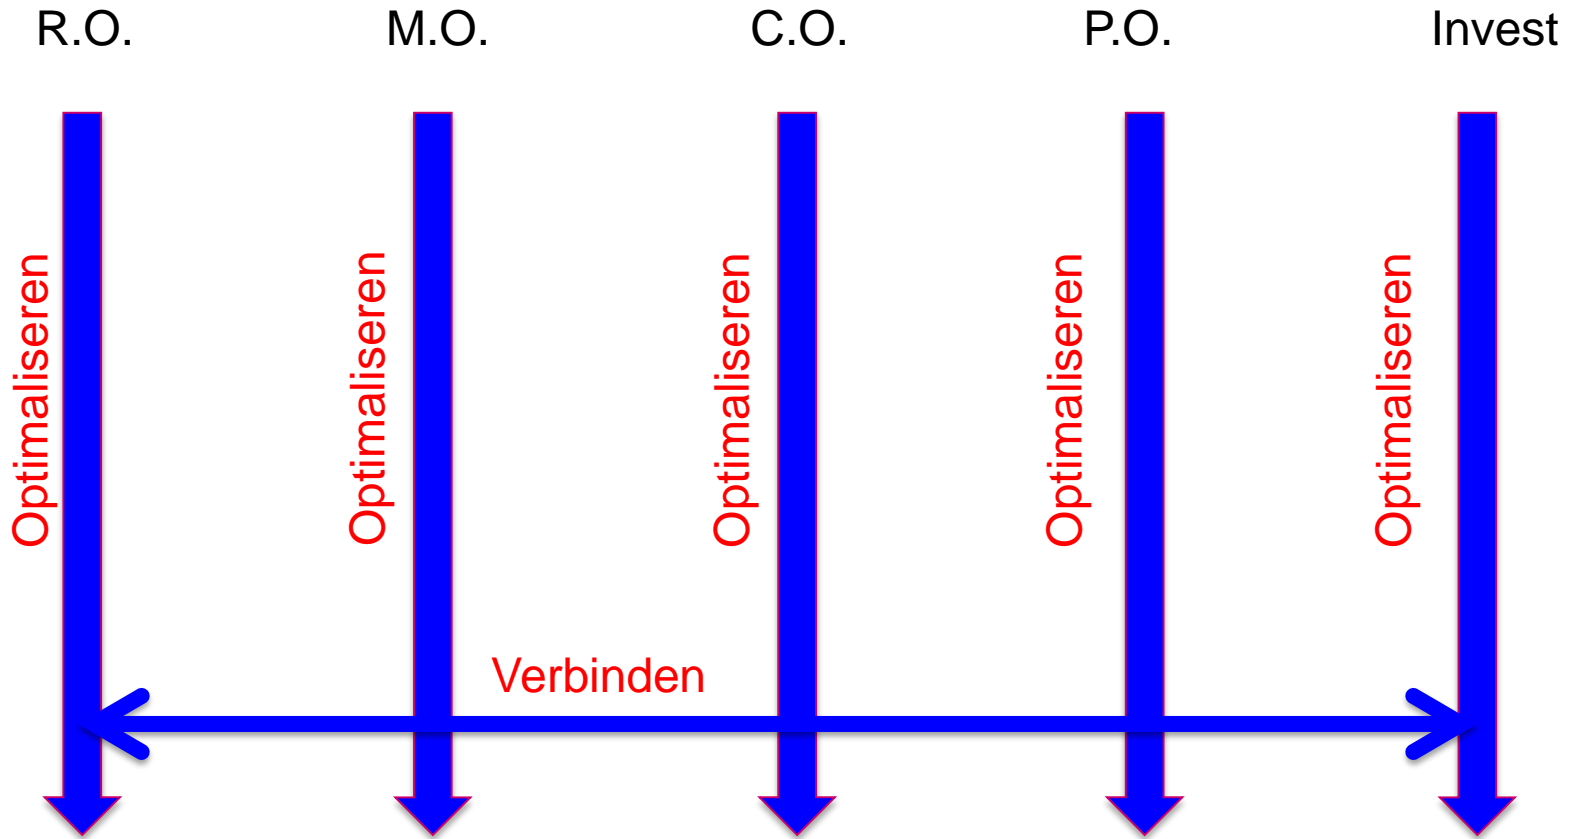 R.O.
M.O.
C.O.
P.O.
Invest
Optimaliseren
Optimaliseren
Optimaliseren
Optimaliseren
Optimaliseren
Verbinden